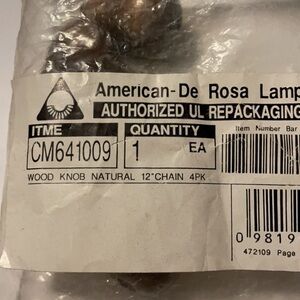 American-De Rosa Lamp
AUTHORIZED UL REPACKAGING
ITME QUANTITY Item Number Bar
CM641009 1 EA
WOOD KNOB NATURAL 12"CHAIN 4PK
0 9819
472109 Page